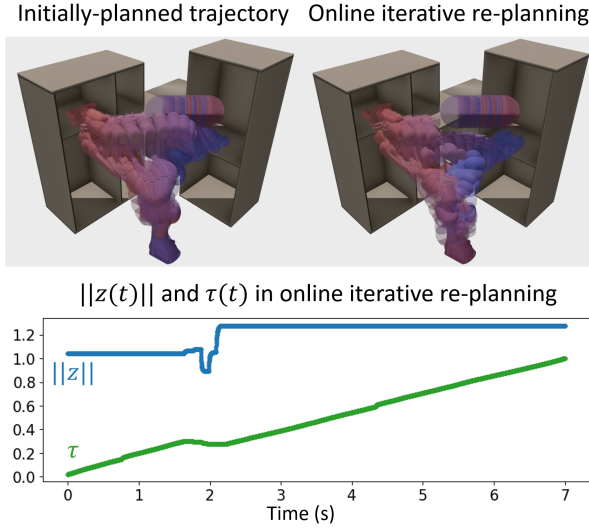 Initially-planned trajectory Online iterative re-planning
||z(t)|| and τ(t) in online iterative re-planning
1.2
1.0
0.8
0.6
0.4
0.2
0.0
||z||
τ
0 1 2 3 4 5 6 7
Time (s)